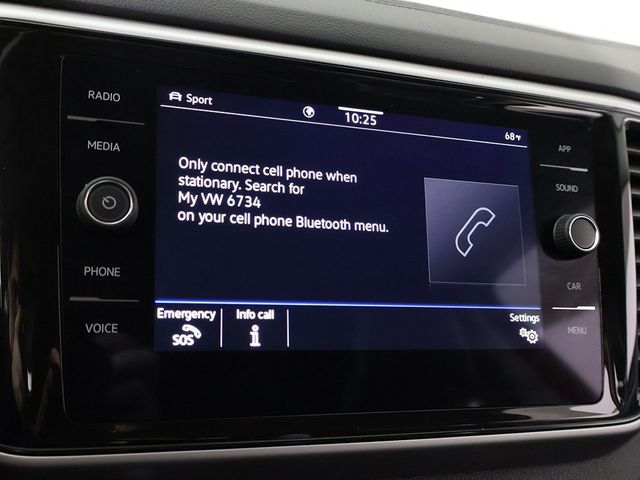 RADIO
MEDIA
PHONE
VOICE
Sport
10:25
68°F
Only connect cell phone when
stationary. Search for
My VW 6734
on your cell phone Bluetooth menu.
Emergency
SOS
Info call
i
Settings
APP
SOUND
CAR
MENU